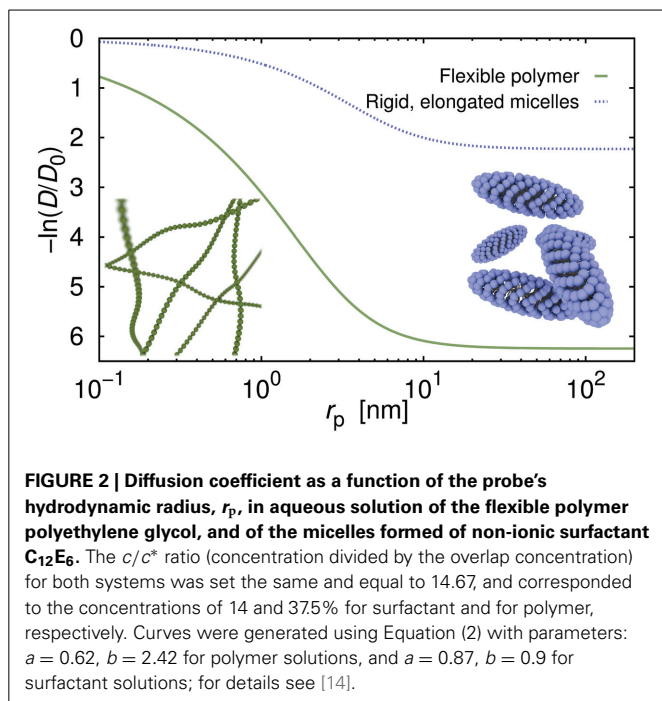 0
1
2
3
4
5
6
−ln(D/D₀)
Flexible polymer
Rigid, elongated micelles
10⁻¹ 10⁰ 10¹ 10²
rₚ [nm]
FIGURE 2 | Diffusion coefficient as a function of the probe’s
hydrodynamic radius, rₚ, in aqueous solution of the flexible polymer
polyethylene glycol, and of the micelles formed of non-ionic surfactant
C₁₂E₆. The c/c* ratio (concentration divided by the overlap concentration)
for both systems was set the same and equal to 14.67, and corresponded
to the concentrations of 14 and 37.5% for surfactant and for polymer,
respectively. Curves were generated using Equation (2) with parameters:
a = 0.62, b = 2.42 for polymer solutions, and a = 0.87, b = 0.9 for
surfactant solutions; for details see [14].